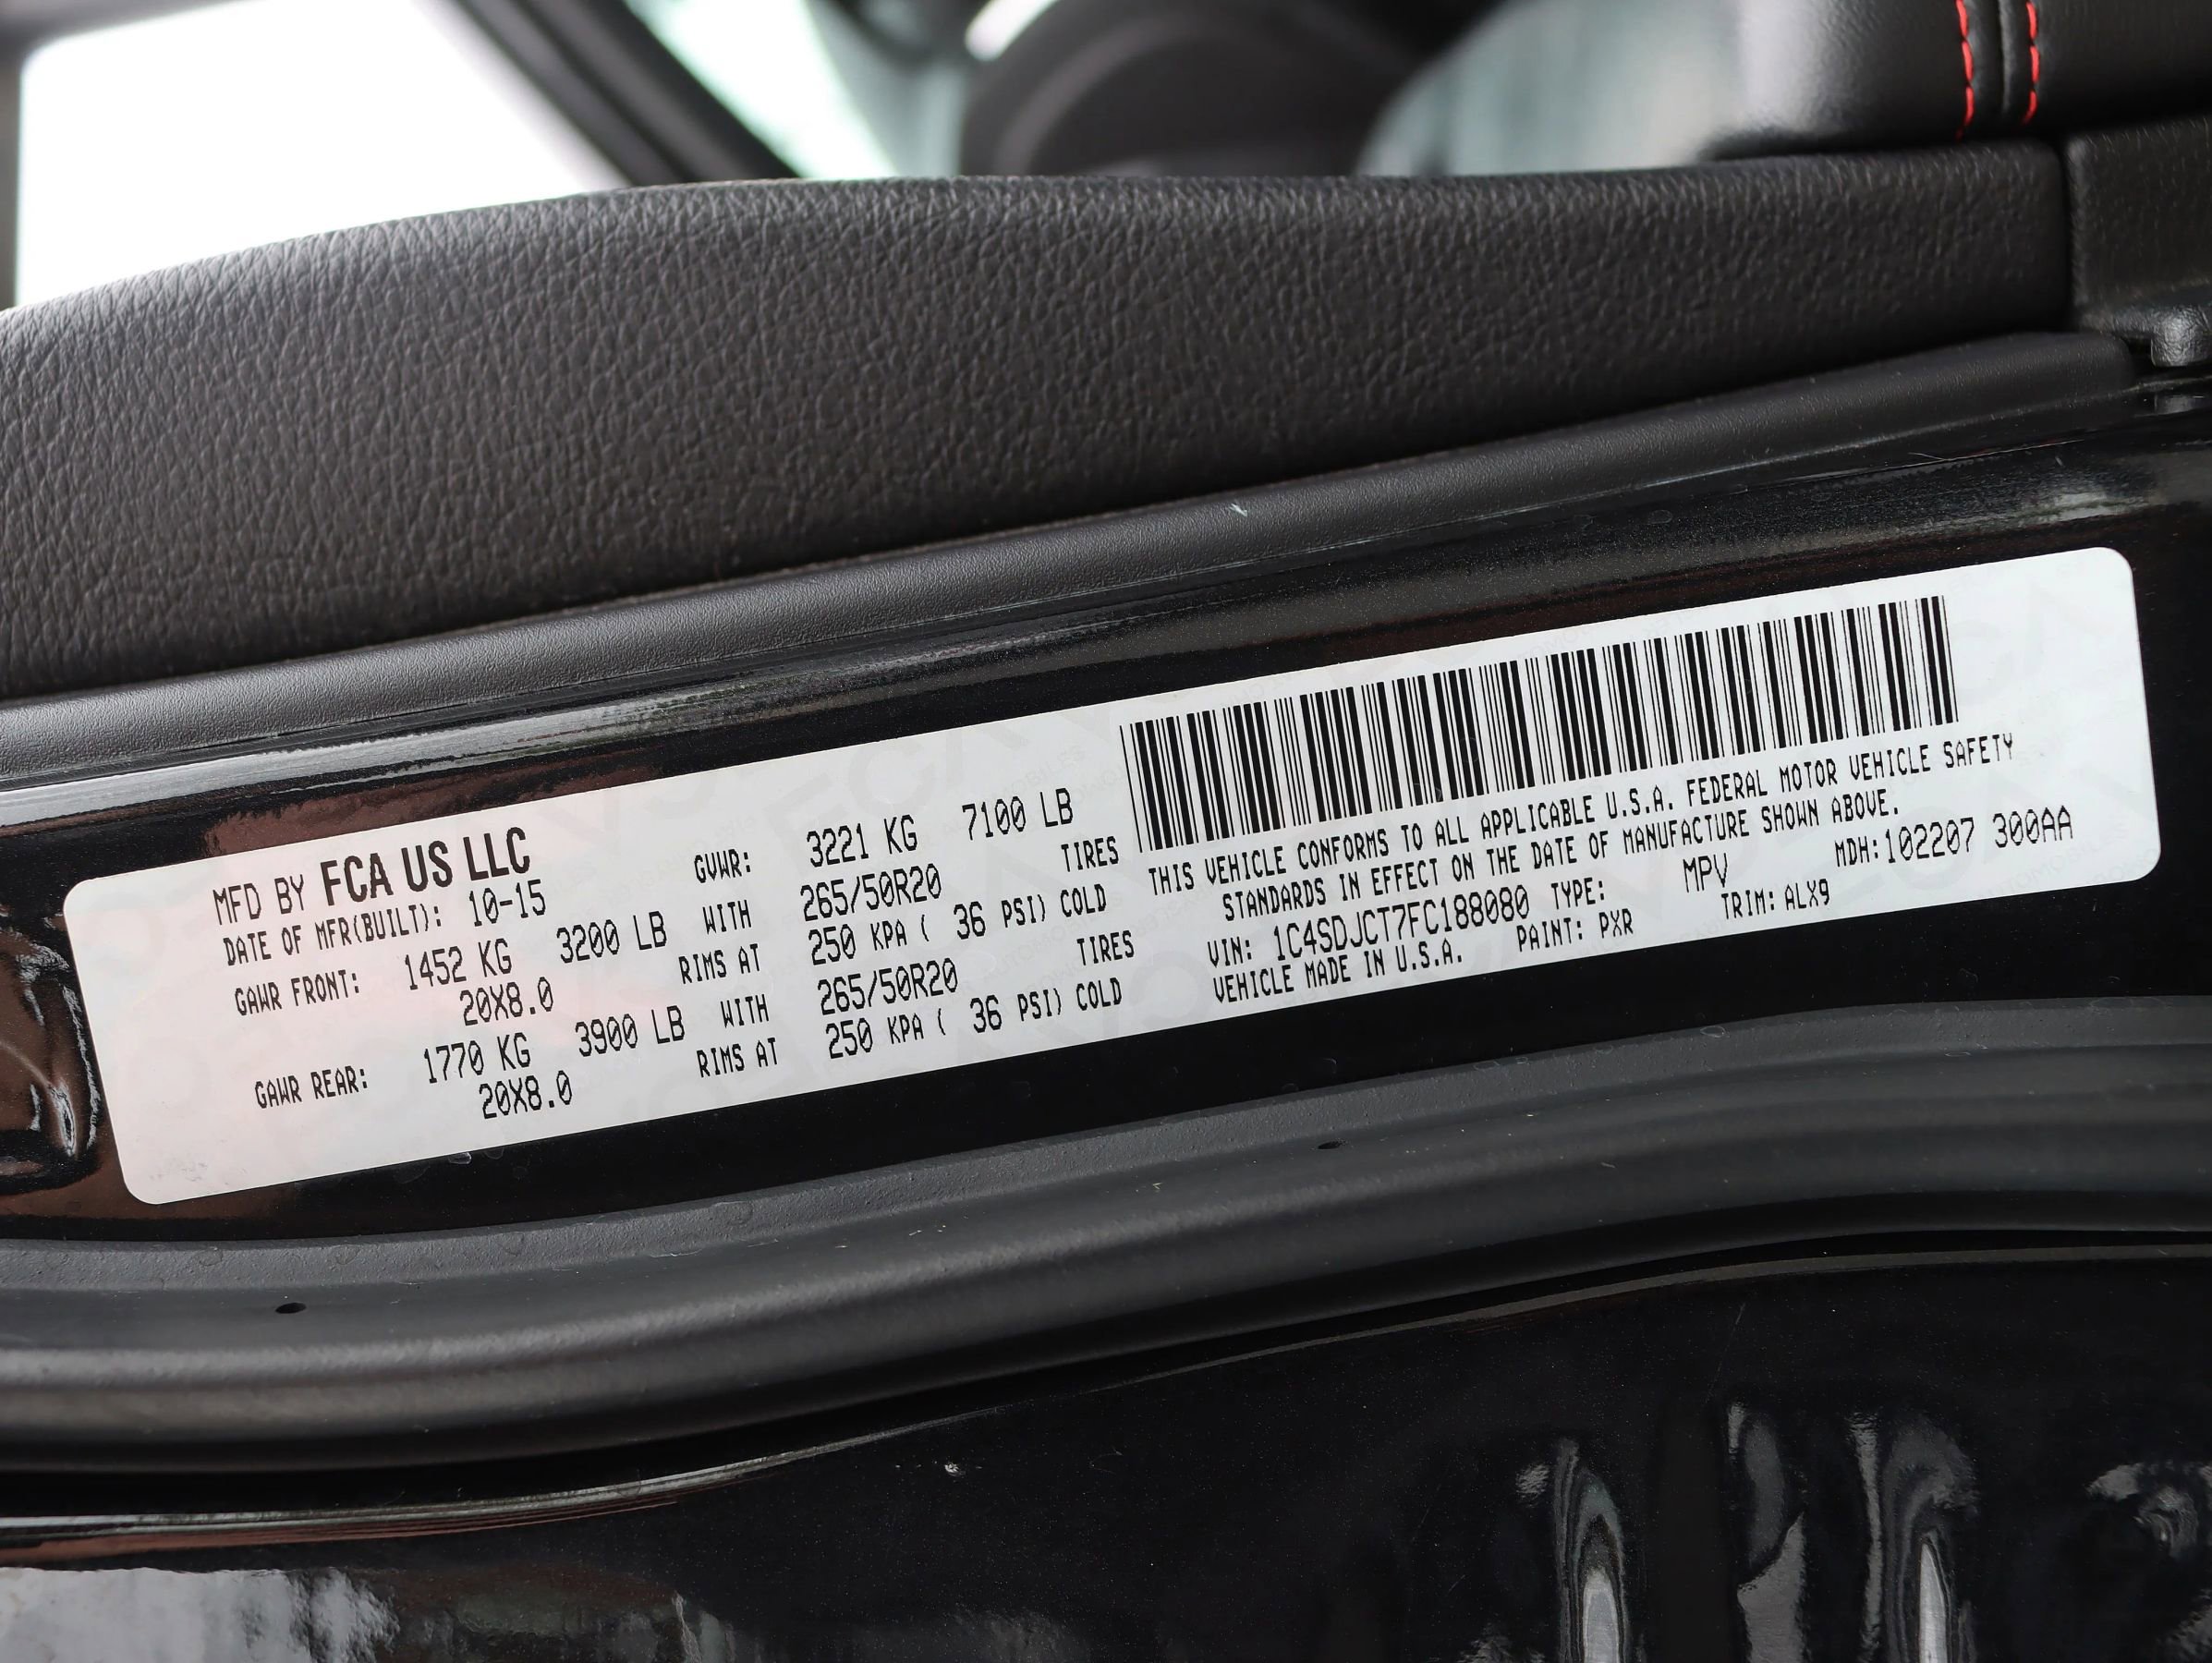 MFD BY FCA US LLC
DATE OF MFR(BUILT): 10-15 GVWR: 3221 KG 7100 LB
GAWR FRONT: 1452 KG 3200 LB WITH 265/50R20 TIRES
20X8.0 RIMS AT 250 KPA ( 36 PSI) COLD
GAWR REAR: 1770 KG 3900 LB WITH 265/50R20 TIRES
20X8.0 RIMS AT 250 KPA ( 36 PSI) COLD
THIS VEHICLE CONFORMS TO ALL APPLICABLE U.S.A. FEDERAL MOTOR VEHICLE SAFETY
STANDARDS IN EFFECT ON THE DATE OF MANUFACTURE SHOWN ABOVE.
VIN: 1C4SDJCT7FC188080 TYPE: MPV MDH:102207 300AA
VEHICLE MADE IN U.S.A. PAINT: PXR TRIM: ALX9